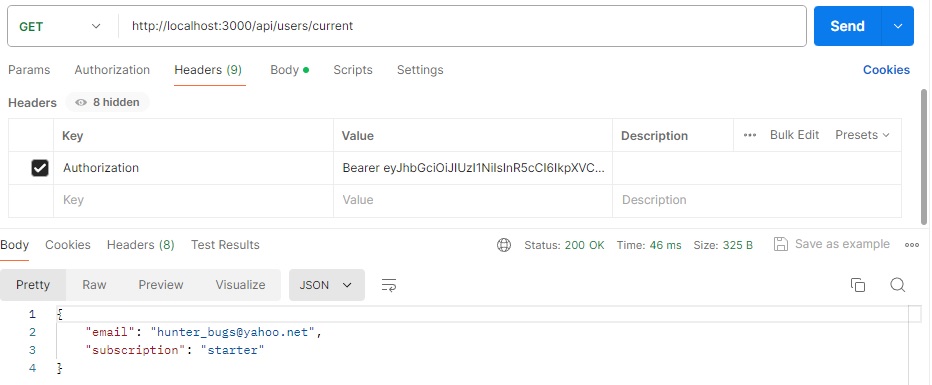 GET http://localhost:3000/api/users/current Send
Params Authorization Headers (9) Body Scripts Settings Cookies
Headers 8 hidden
Key Value Description ••• Bulk Edit Presets
Authorization Bearer eyJhbGciOiJIUzI1NiIsInR5cCI6IkpXVC...
Key Value Description
Body Cookies Headers (8) Test Results Status: 200 OK Time: 46 ms Size: 325 B Save as example
Pretty Raw Preview Visualize JSON
1 {
2 "email": "hunter_bugs@yahoo.net",
3 "subscription": "starter"
4 }